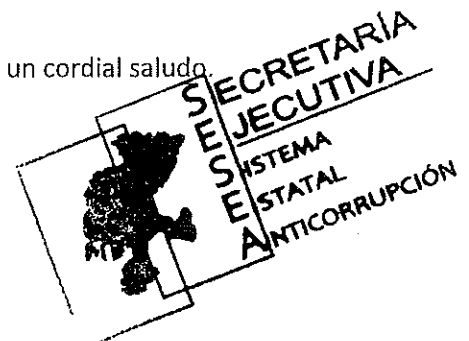 un cordial saludo.
SECRETARÍA
EJECUTIVA
SISTEMA
ESTATAL
ANTICORRUPCIÓN